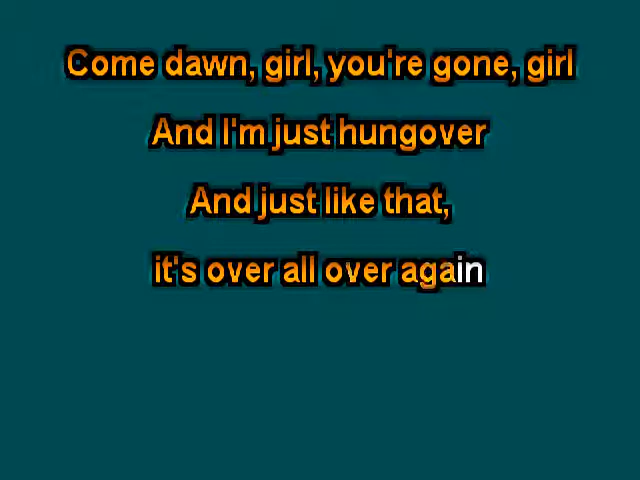 Come dawn, girl, you're gone, girl
And I'm just hungover
And just like that,
it's over all over again